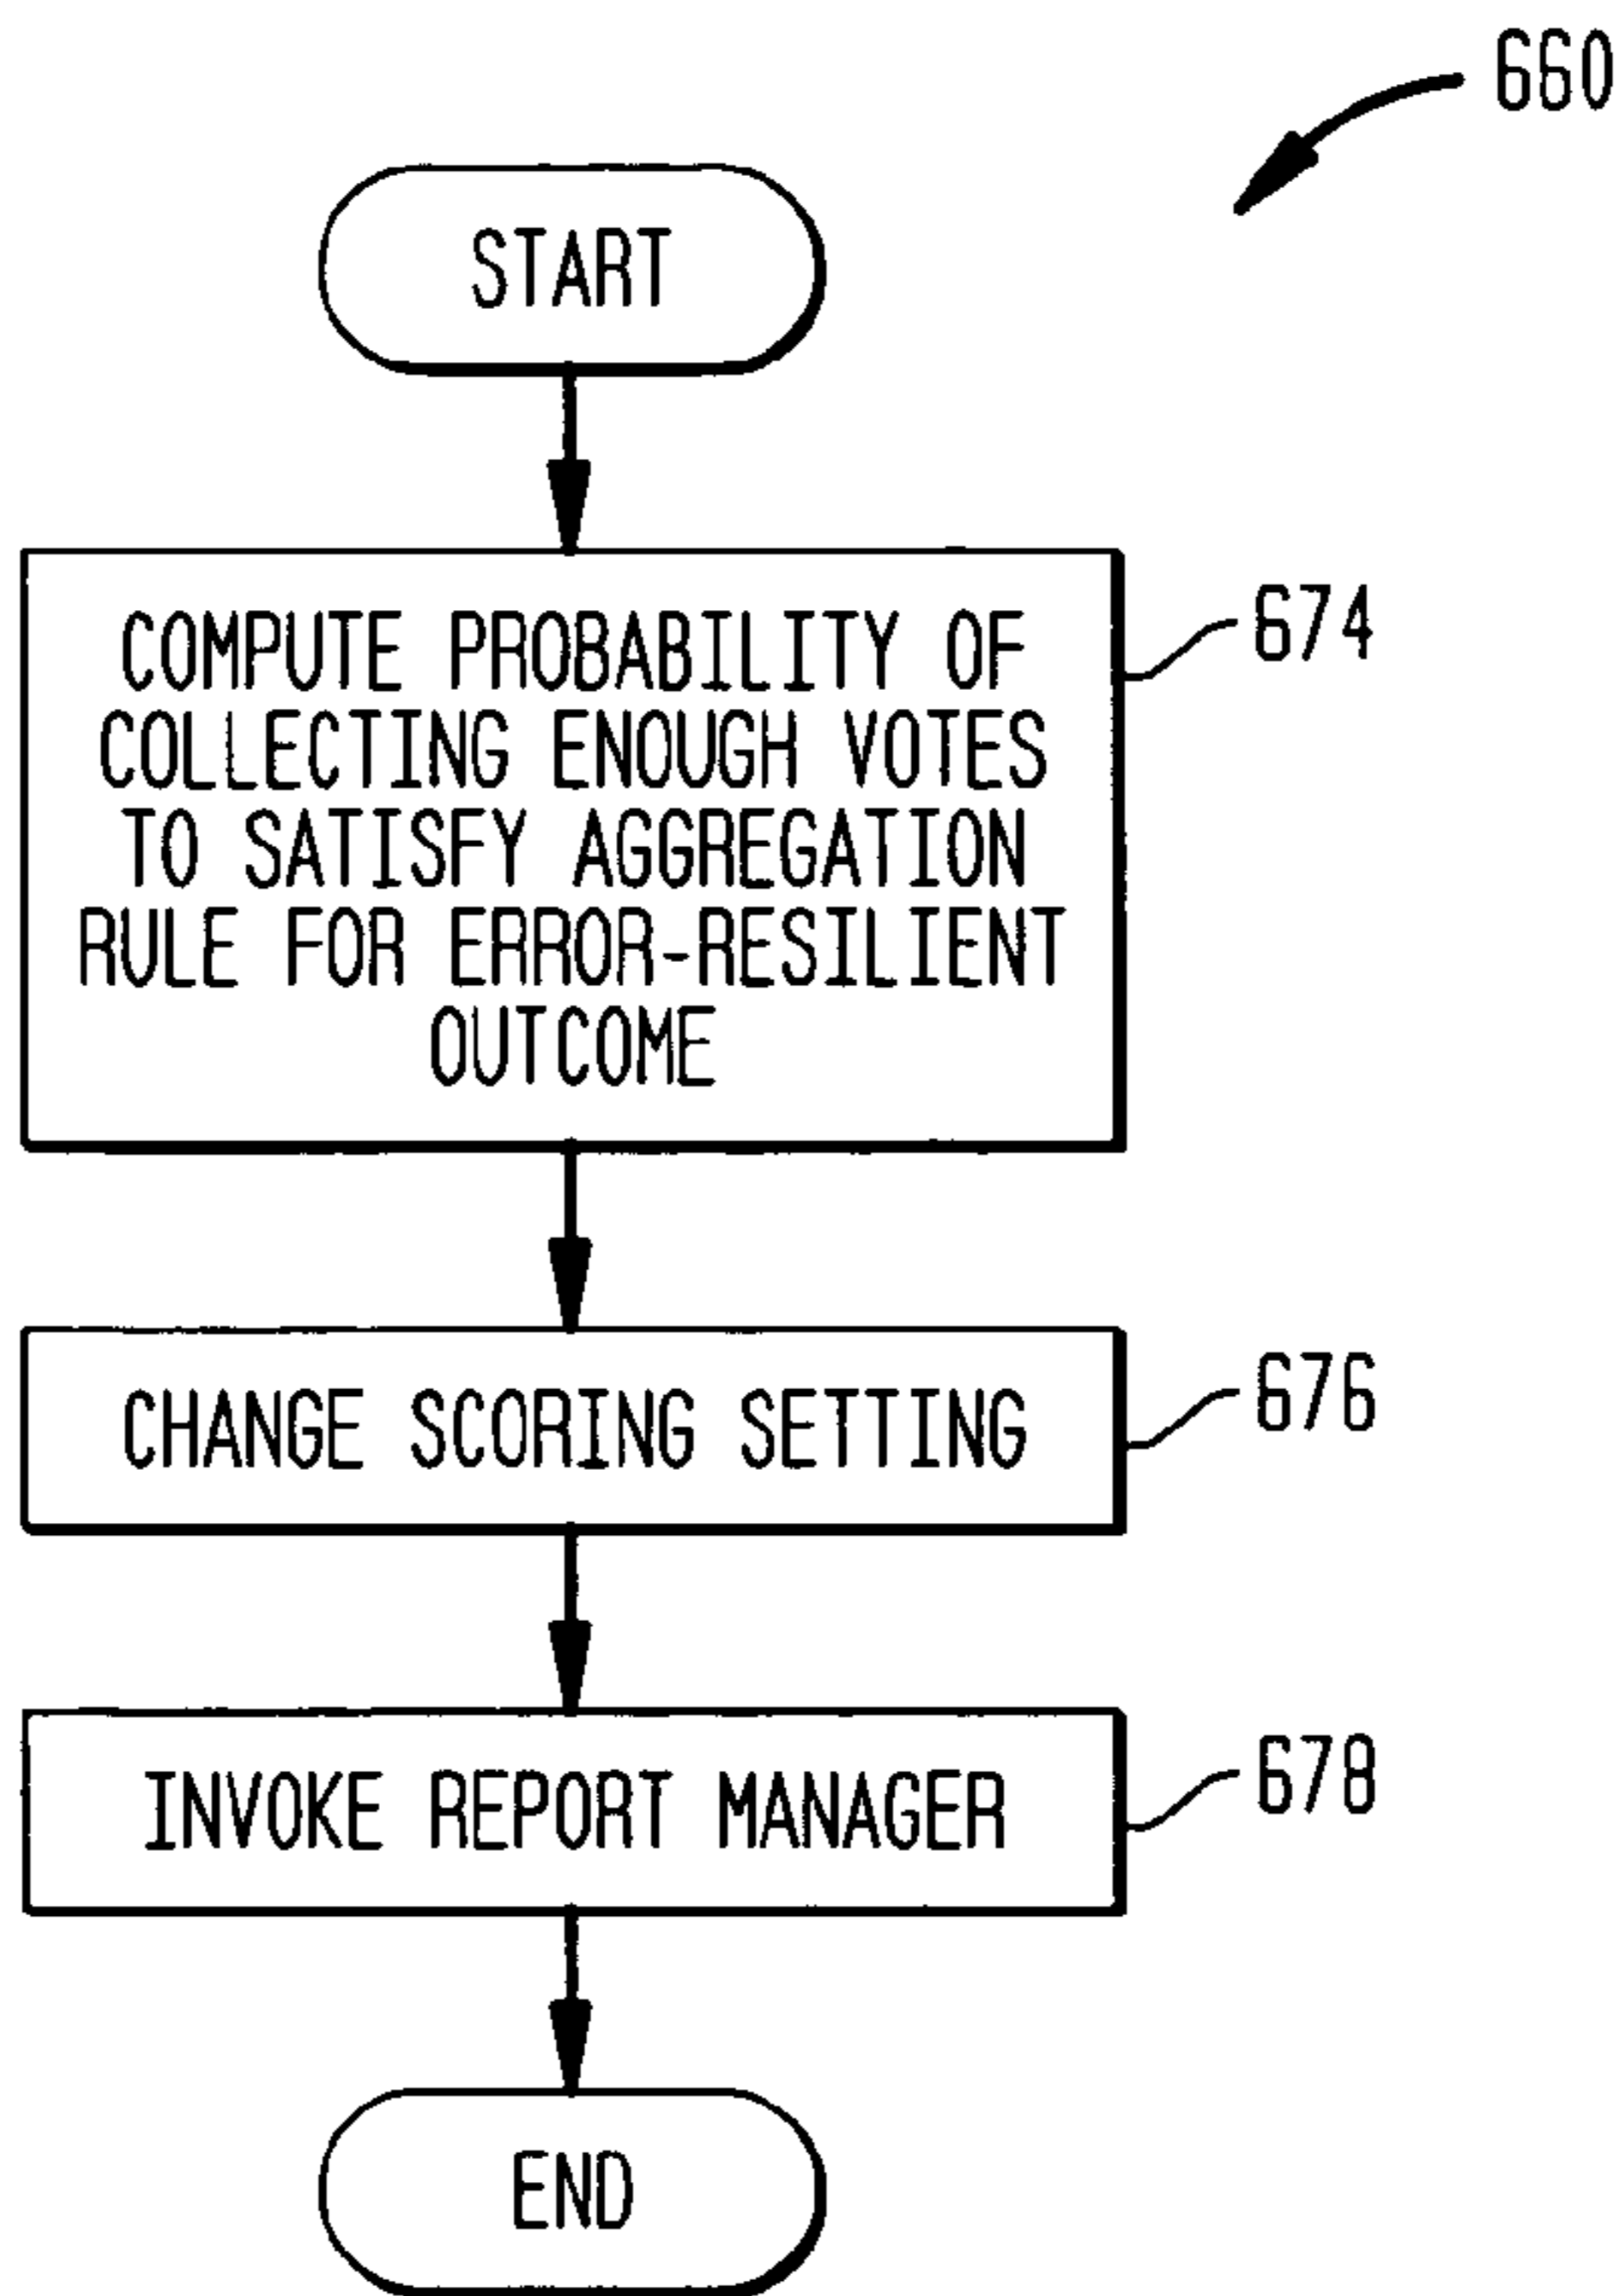 660
START
COMPUTE PROBABILITY OF
COLLECTING ENOUGH VOTES
TO SATISFY AGGREGATION
RULE FOR ERROR-RESILIENT
OUTCOME
674
CHANGE SCORING SETTING
676
INVOKE REPORT MANAGER
678
END